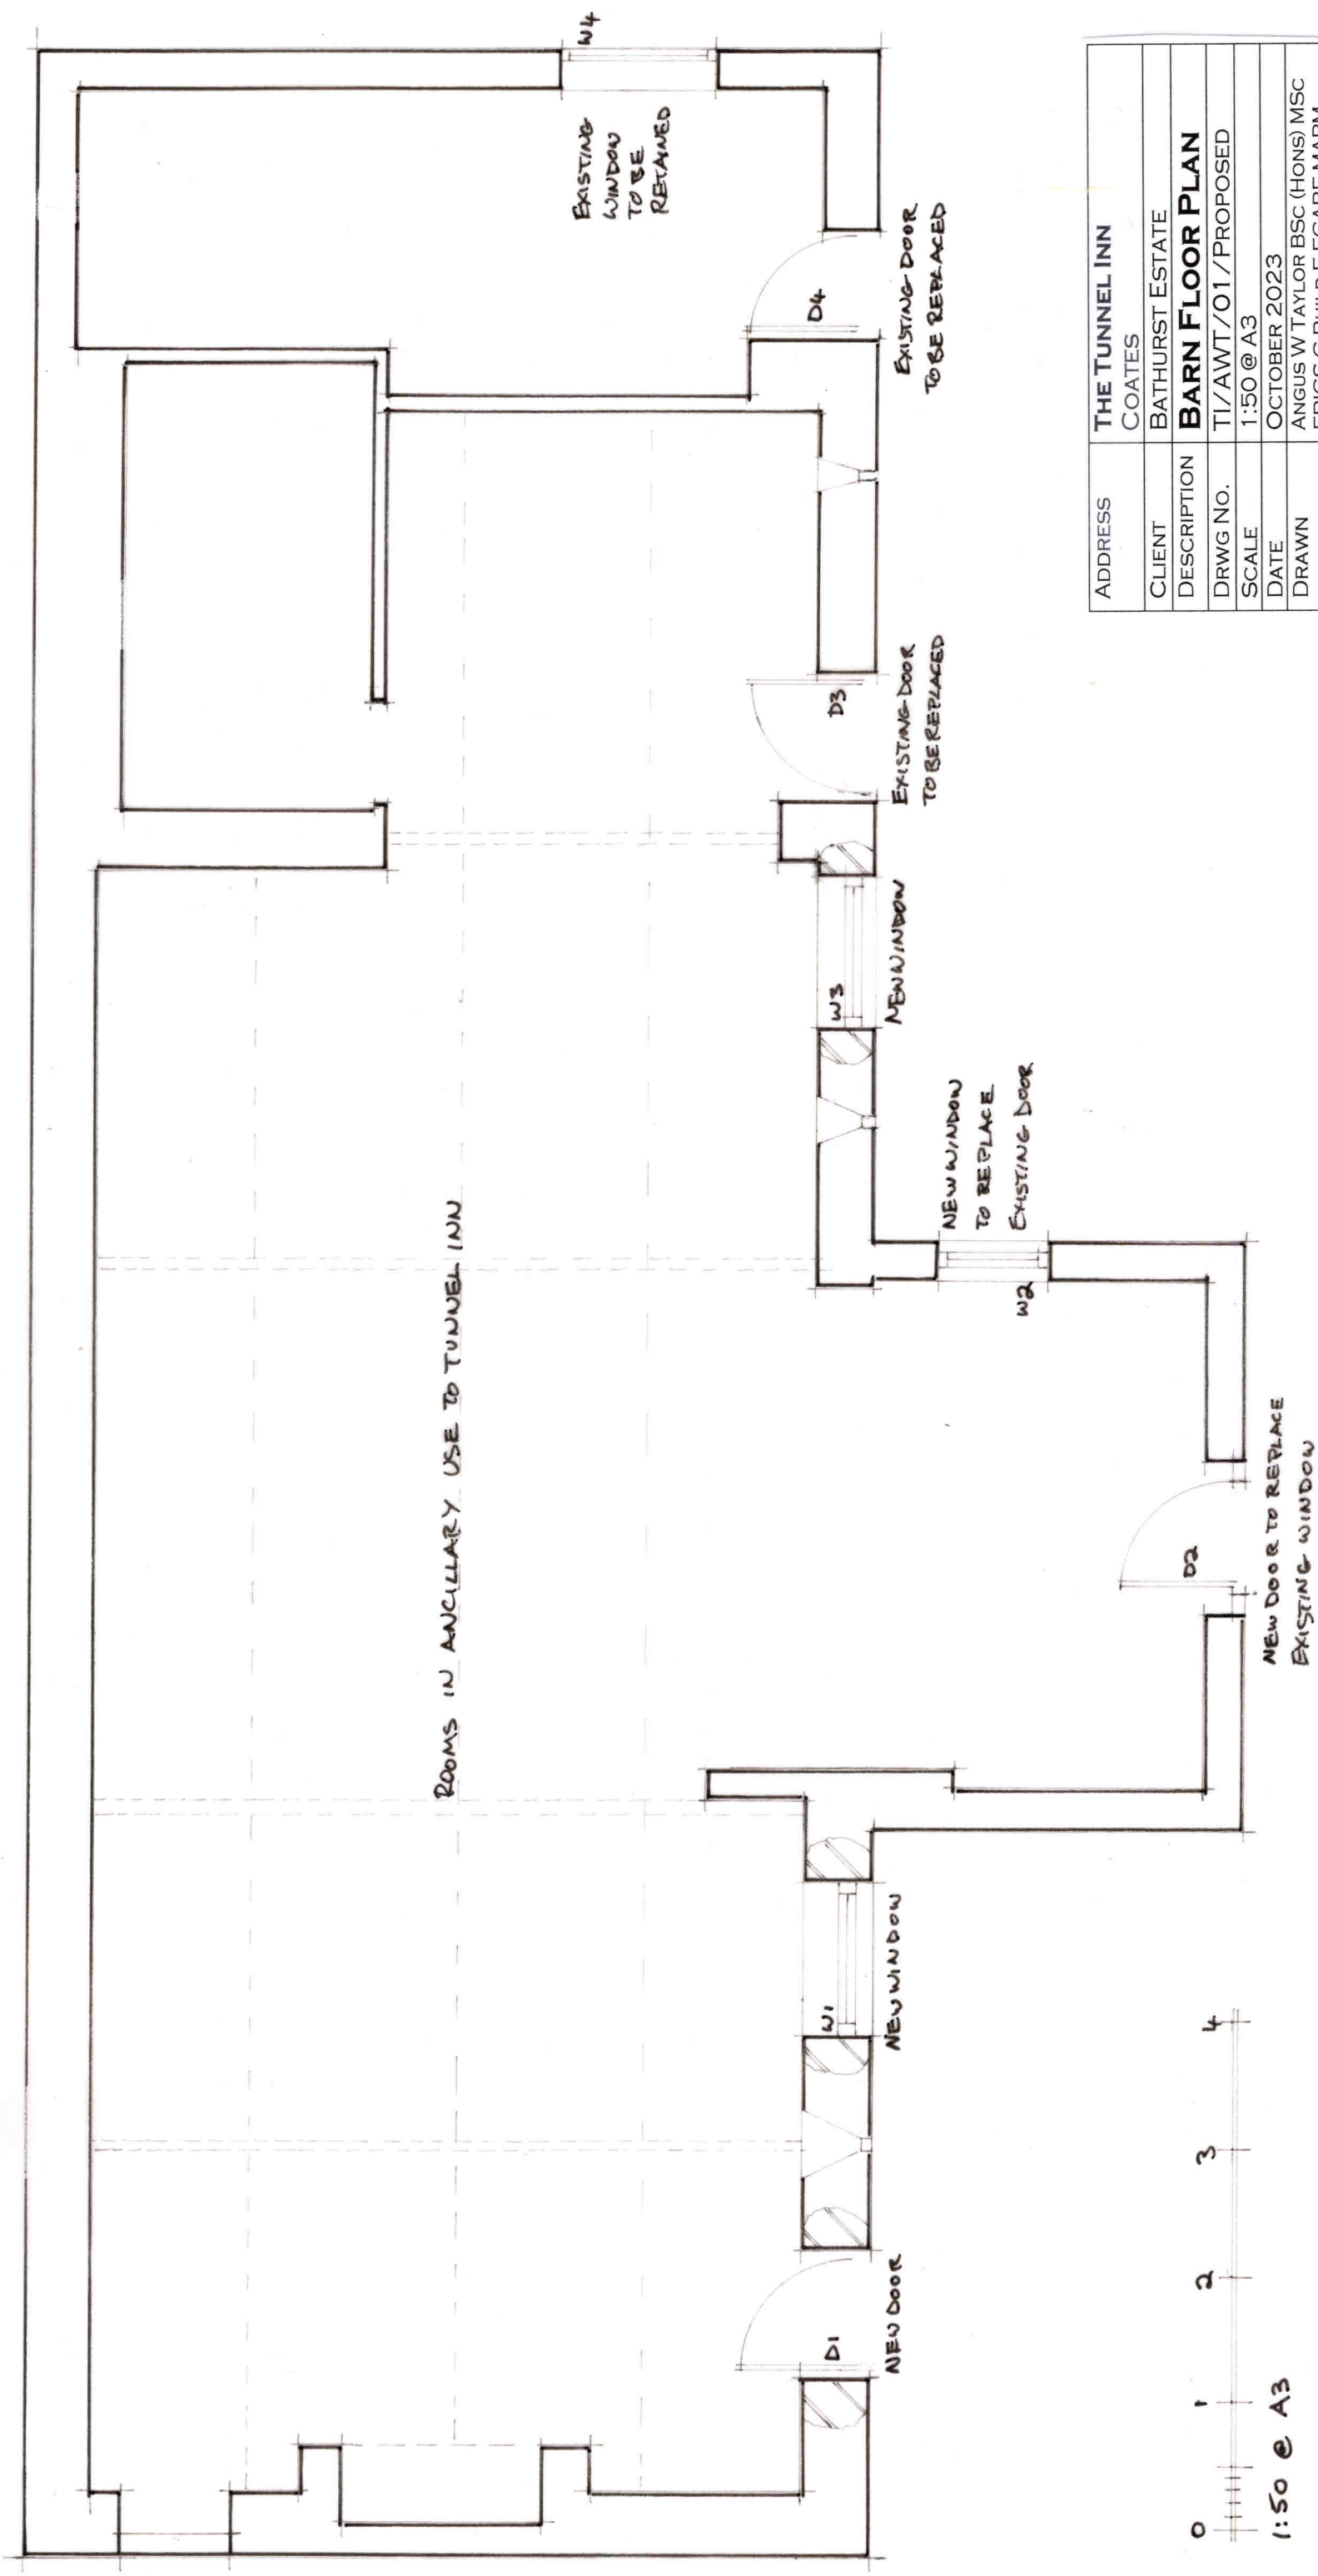 ROOMS IN ANCILLARY USE TO TUNNEL INN
EXISTING
WINDOW
TO BE
RETAINED
W4
D1
NEW DOOR
W1
NEW WINDOW
D2
NEW DOOR TO REPLACE
EXISTING WINDOW
W2
NEW WINDOW
TO REPLACE
EXISTING DOOR
W3
NEW WINDOW
D3
EXISTING DOOR
TO BE REPLACED
D4
EXISTING DOOR
TO BE REPLACED
0 1 2 3 4
1:50 @ A3
ADDRESS THE TUNNEL INN
COATES
CLIENT BATHURST ESTATE
DESCRIPTION BARN FLOOR PLAN
DRWG NO. TI/AWT/01/PROPOSED
SCALE 1:50 @ A3
DATE OCTOBER 2023
DRAWN ANGUS W TAYLOR BSC (HONS) MSC